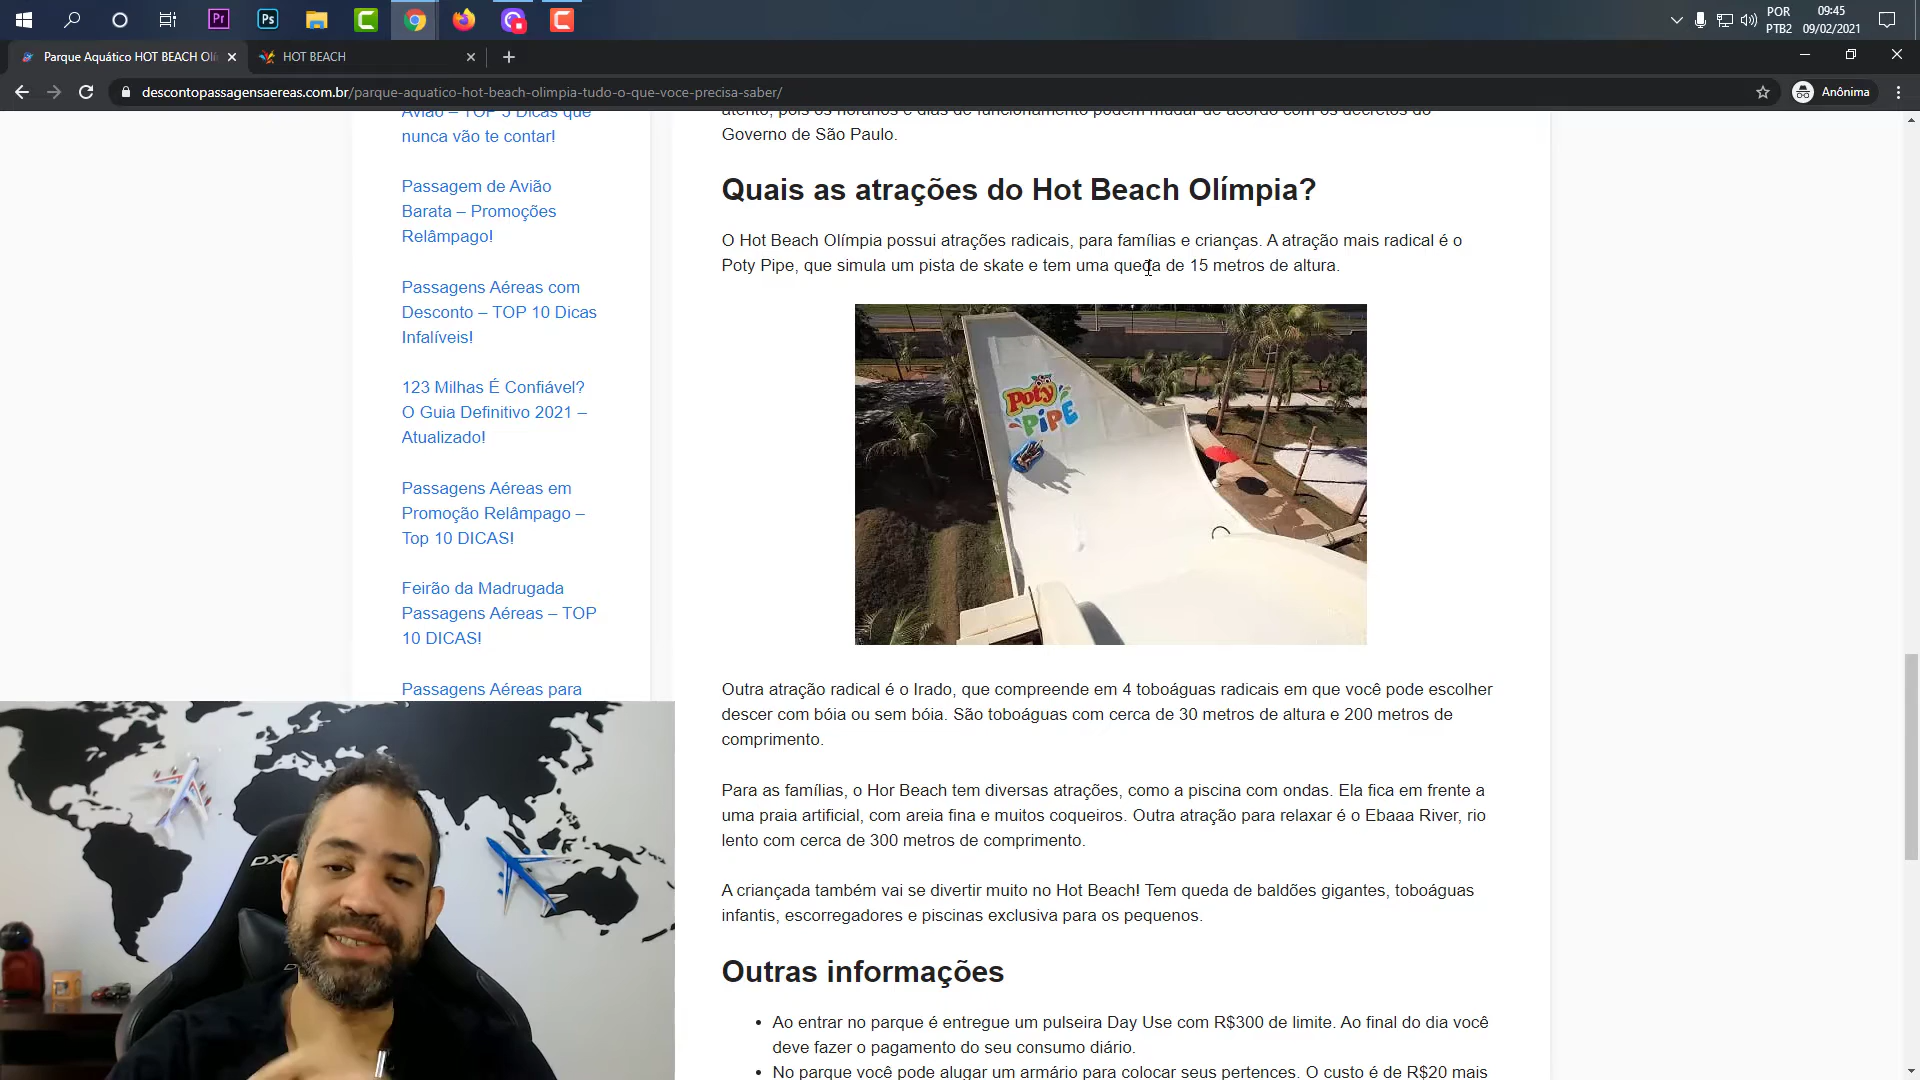 Pr
Ps
POR
PTB2
09:45
09/02/2021
Parque Aquático HOT BEACH Olí
HOT BEACH
descontopassagensaereas.com.br/parque-aquatico-hot-beach-olimpia-tudo-o-que-voce-precisa-saber/
Anônima
Avião – TOP 5 Dicas que
nunca vão te contar!
Passagem de Avião
Barata – Promoções
Relâmpago!
Passagens Aéreas com
Desconto – TOP 10 Dicas
Infalíveis!
123 Milhas É Confiável?
O Guia Definitivo 2021 –
Atualizado!
Passagens Aéreas em
Promoção Relâmpago –
Top 10 DICAS!
Feirão da Madrugada
Passagens Aéreas – TOP
10 DICAS!
Passagens Aéreas para
atento, pois os horários e dias de funcionamento podem mudar de acordo com os decretos do
Governo de São Paulo.
Quais as atrações do Hot Beach Olímpia?
O Hot Beach Olímpia possui atrações radicais, para famílias e crianças. A atração mais radical é o
Poty Pipe, que simula um pista de skate e tem uma queda de 15 metros de altura.
Poty
PiPE
Outra atração radical é o Irado, que compreende em 4 toboáguas radicais em que você pode escolher
descer com bóia ou sem bóia. São toboáguas com cerca de 30 metros de altura e 200 metros de
comprimento.
Para as famílias, o Hor Beach tem diversas atrações, como a piscina com ondas. Ela fica em frente a
uma praia artificial, com areia fina e muitos coqueiros. Outra atração para relaxar é o Ebaaa River, rio
lento com cerca de 300 metros de comprimento.
A criançada também vai se divertir muito no Hot Beach! Tem queda de baldões gigantes, toboáguas
infantis, escorregadores e piscinas exclusiva para os pequenos.
Outras informações
• Ao entrar no parque é entregue um pulseira Day Use com R$300 de limite. Ao final do dia você
deve fazer o pagamento do seu consumo diário.
• No parque você pode alugar um armário para colocar seus pertences. O custo é de R$20 mais